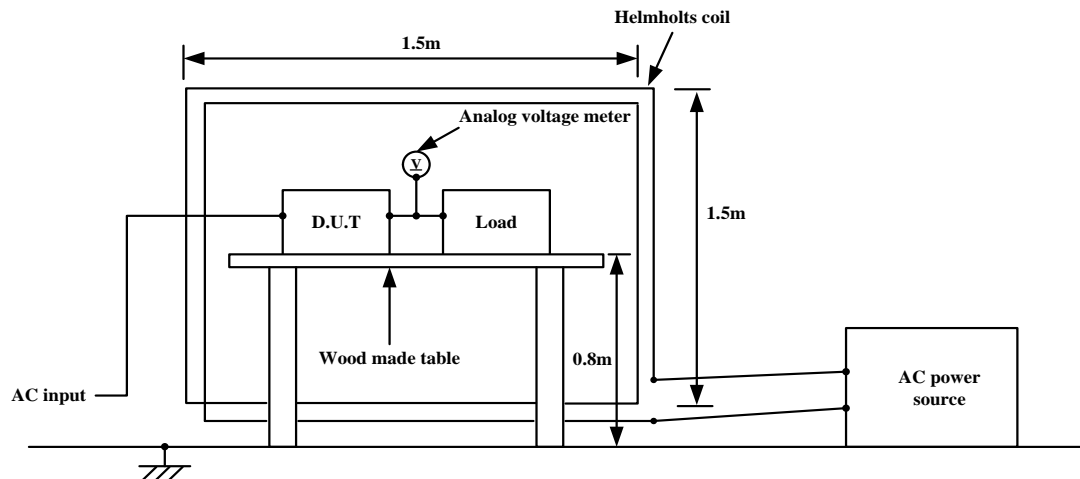 Helmholts coil
1.5m
Analog voltage meter
V
D.U.T
Load
1.5m
Wood made table
0.8m
AC input
AC power
source